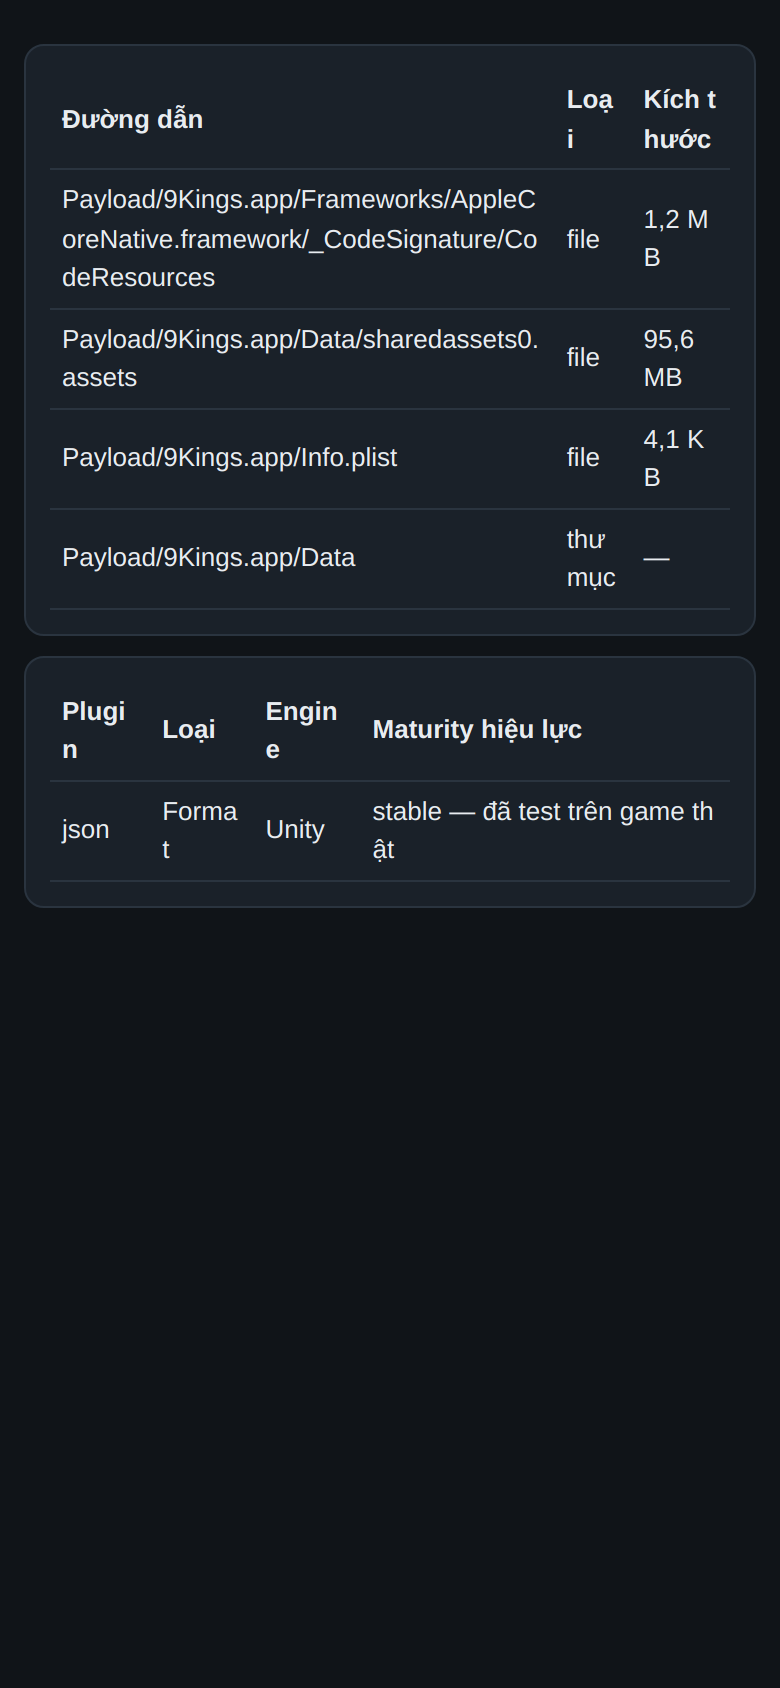 Đường dẫn
Loạ
i
Kích t
hước
Payload/9Kings.app/Frameworks/AppleC
oreNative.framework/_CodeSignature/Co
deResources
file
1,2 M
B
Payload/9Kings.app/Data/sharedassets0.
assets
file
95,6
MB
Payload/9Kings.app/Info.plist
file
4,1 K
B
Payload/9Kings.app/Data
thư
mục
—
Plugi
n
Loại
Engin
e
Maturity hiệu lực
json
Forma
t
Unity
stable — đã test trên game th
ật